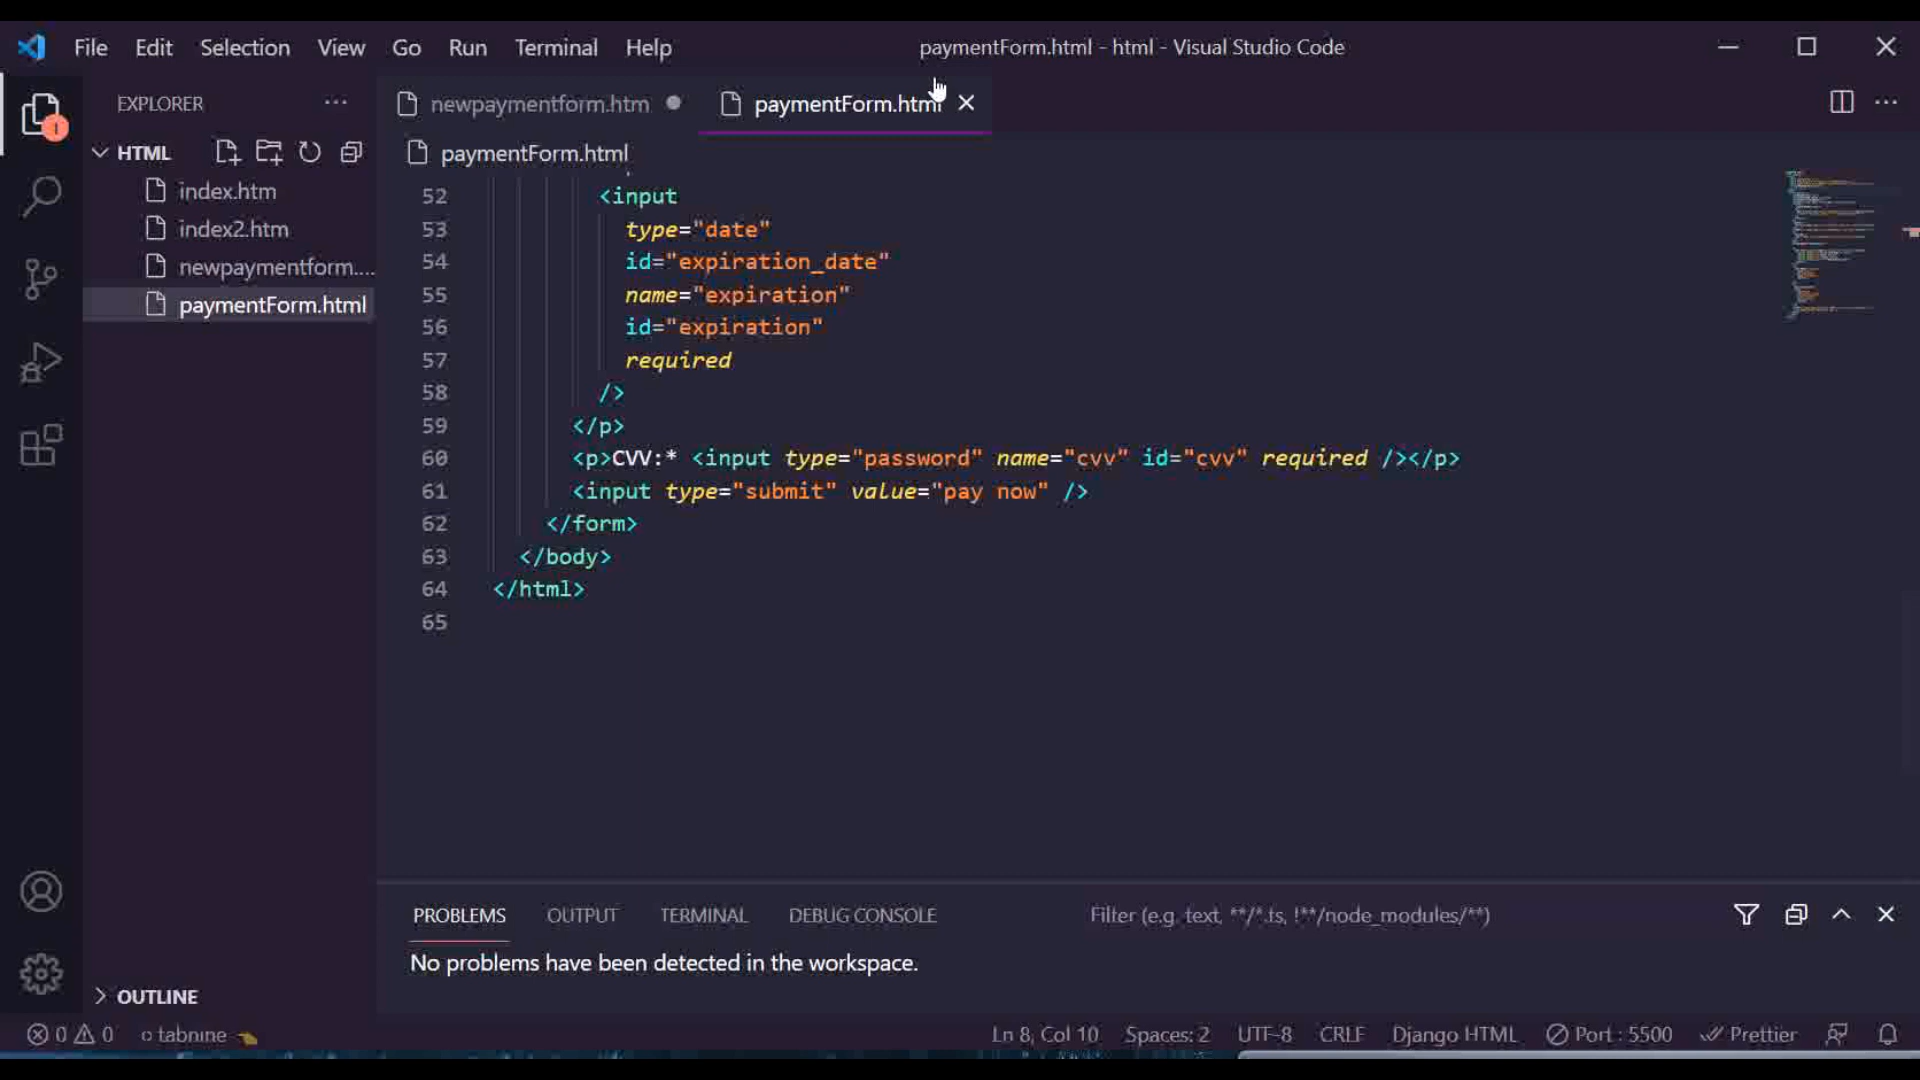 File Edit Selection View Go Run Terminal Help
paymentForm.html - html - Visual Studio Code
EXPLORER
newpaymentform.htm
paymentForm.html
HTML
index.htm
index2.htm
newpaymentform....
paymentForm.html
paymentForm.html
52 <input
53 type="date"
54 id="expiration_date"
55 name="expiration"
56 id="expiration"
57 required
58 />
59 </p>
60 <p>CVV:* <input type="password" name="cvv" id="cvv" required /></p>
61 <input type="submit" value="pay now" />
62 </form>
63 </body>
64 </html>
65
PROBLEMS OUTPUT TERMINAL DEBUG CONSOLE
Filter (e.g. text, **/*.ts, !**/node_modules/**)
No problems have been detected in the workspace.
OUTLINE
0 0 tabnine
Ln 8, Col 10 Spaces: 2 UTF-8 CRLF Django HTML Port : 5500 Prettier
1